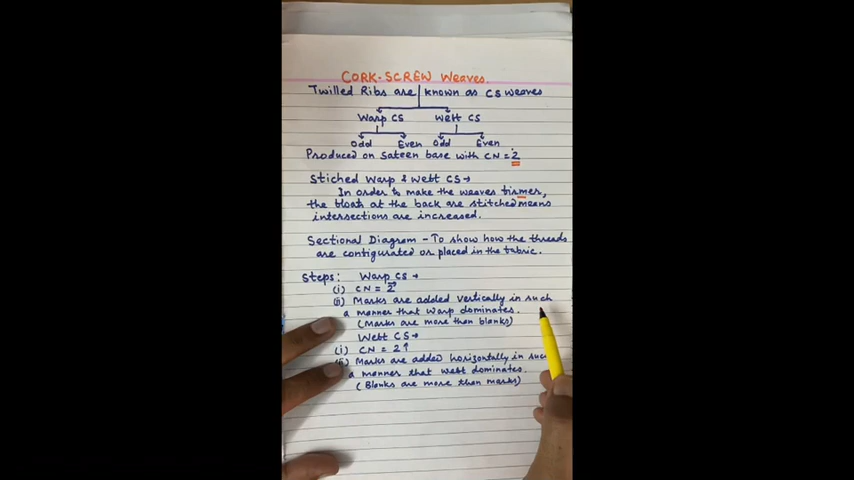 CORK-SCREW Weaves.
Twilled Ribs are known as CS weaves
Warp CS Weft CS
Odd Even Odd Even
Produced on sateen base with CN = 2
Stiched Warp & Weft CS →
In order to make the weaves firmer,
the floats at the back are stitched means
intersections are increased.
Sectional Diagram - To show how the threads
are configurated or placed in the fabric.
Steps: Warp CS →
(i) CN = 2→
(ii) Marks are added vertically in such
a manner that warp dominates.
(Marks are more than blanks)
Weft CS →
(i) CN = 2↑
(ii) Marks are added horizontally in such
a manner that weft dominates.
(Blanks are more than marks)